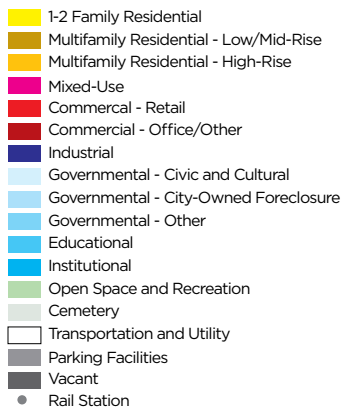 1-2 Family Residential
Multifamily Residential - Low/Mid-Rise
Multifamily Residential - High-Rise
Mixed-Use
Commercal - Retail
Commercial - Office/Other
Industrial
Governmental - Civic and Cultural
Governmental - City-Owned Foreclosure
Governmental - Other
Educational
Institutional
Open Space and Recreation
Cemetery
Transportation and Utility
Parking Facilities
Vacant
Rail Station